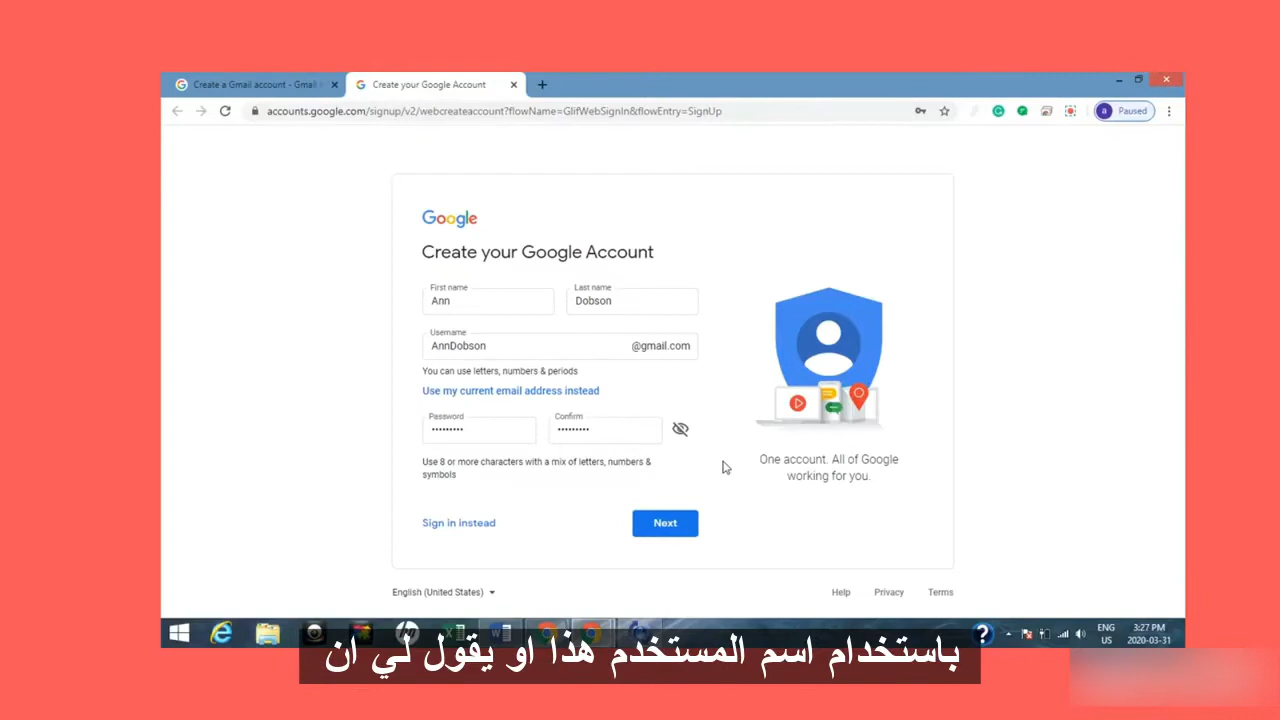 Create a Gmail account - Gmail
Create your Google Account
accounts.google.com/signup/v2/webcreateaccount?flowName=GlifWebSignIn&flowEntry=SignUp
a Paused
Google
Create your Google Account
First name
Last name
Ann
Dobson
Username
AnnDobson @gmail.com
You can use letters, numbers & periods
Use my current email address instead
Password
Confirm
•••••••••
•••••••••
Use 8 or more characters with a mix of letters, numbers &
symbols
Sign in instead
Next
One account. All of Google
working for you.
English (United States)
Help Privacy Terms
ENG
US
3:27 PM
2020-03-31
باستخدام اسم المستخدم هذا او يقول لي ان